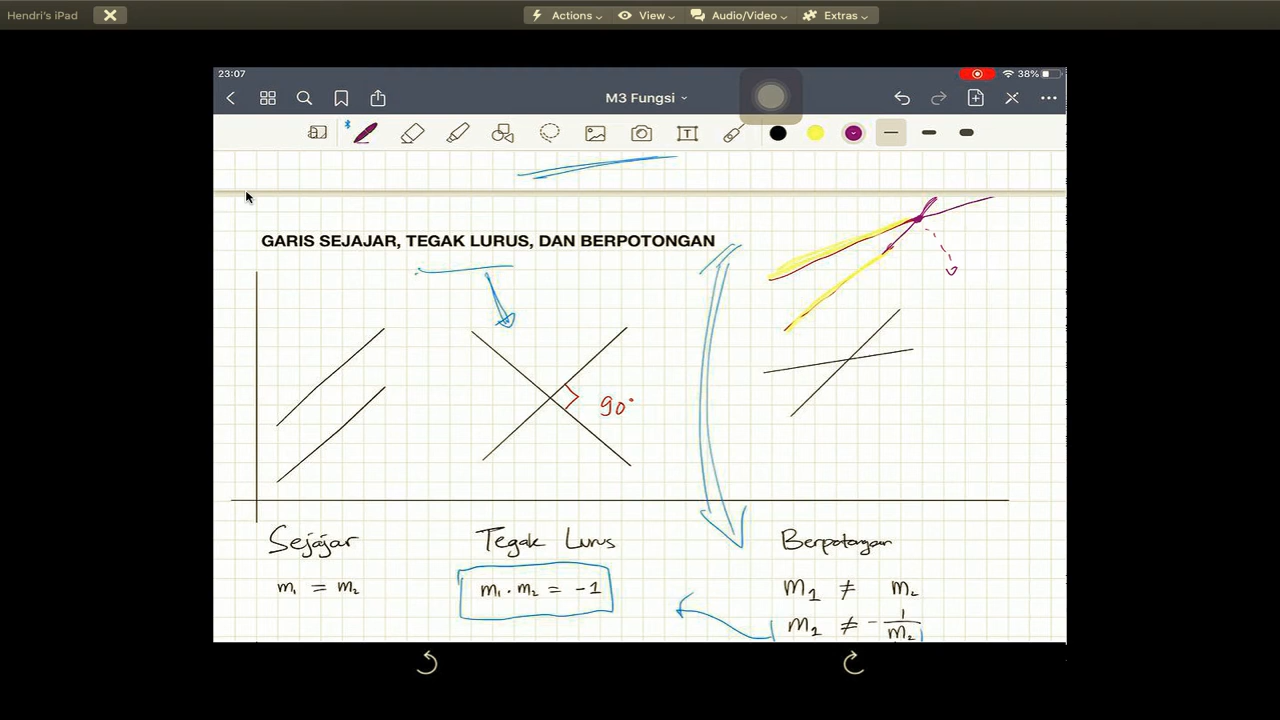 Hendri's iPad Actions View Audio/Video Extras
23:07 38%
M3 Fungsi
T
GARIS SEJAJAR, TEGAK LURUS, DAN BERPOTONGAN
90°
Sejajar Tegak Lurus Berpotongan
m₁ = m₂ m₁ · m₂ = -1 m₁ ≠ m₂
m₂ ≠ - 1/m₂